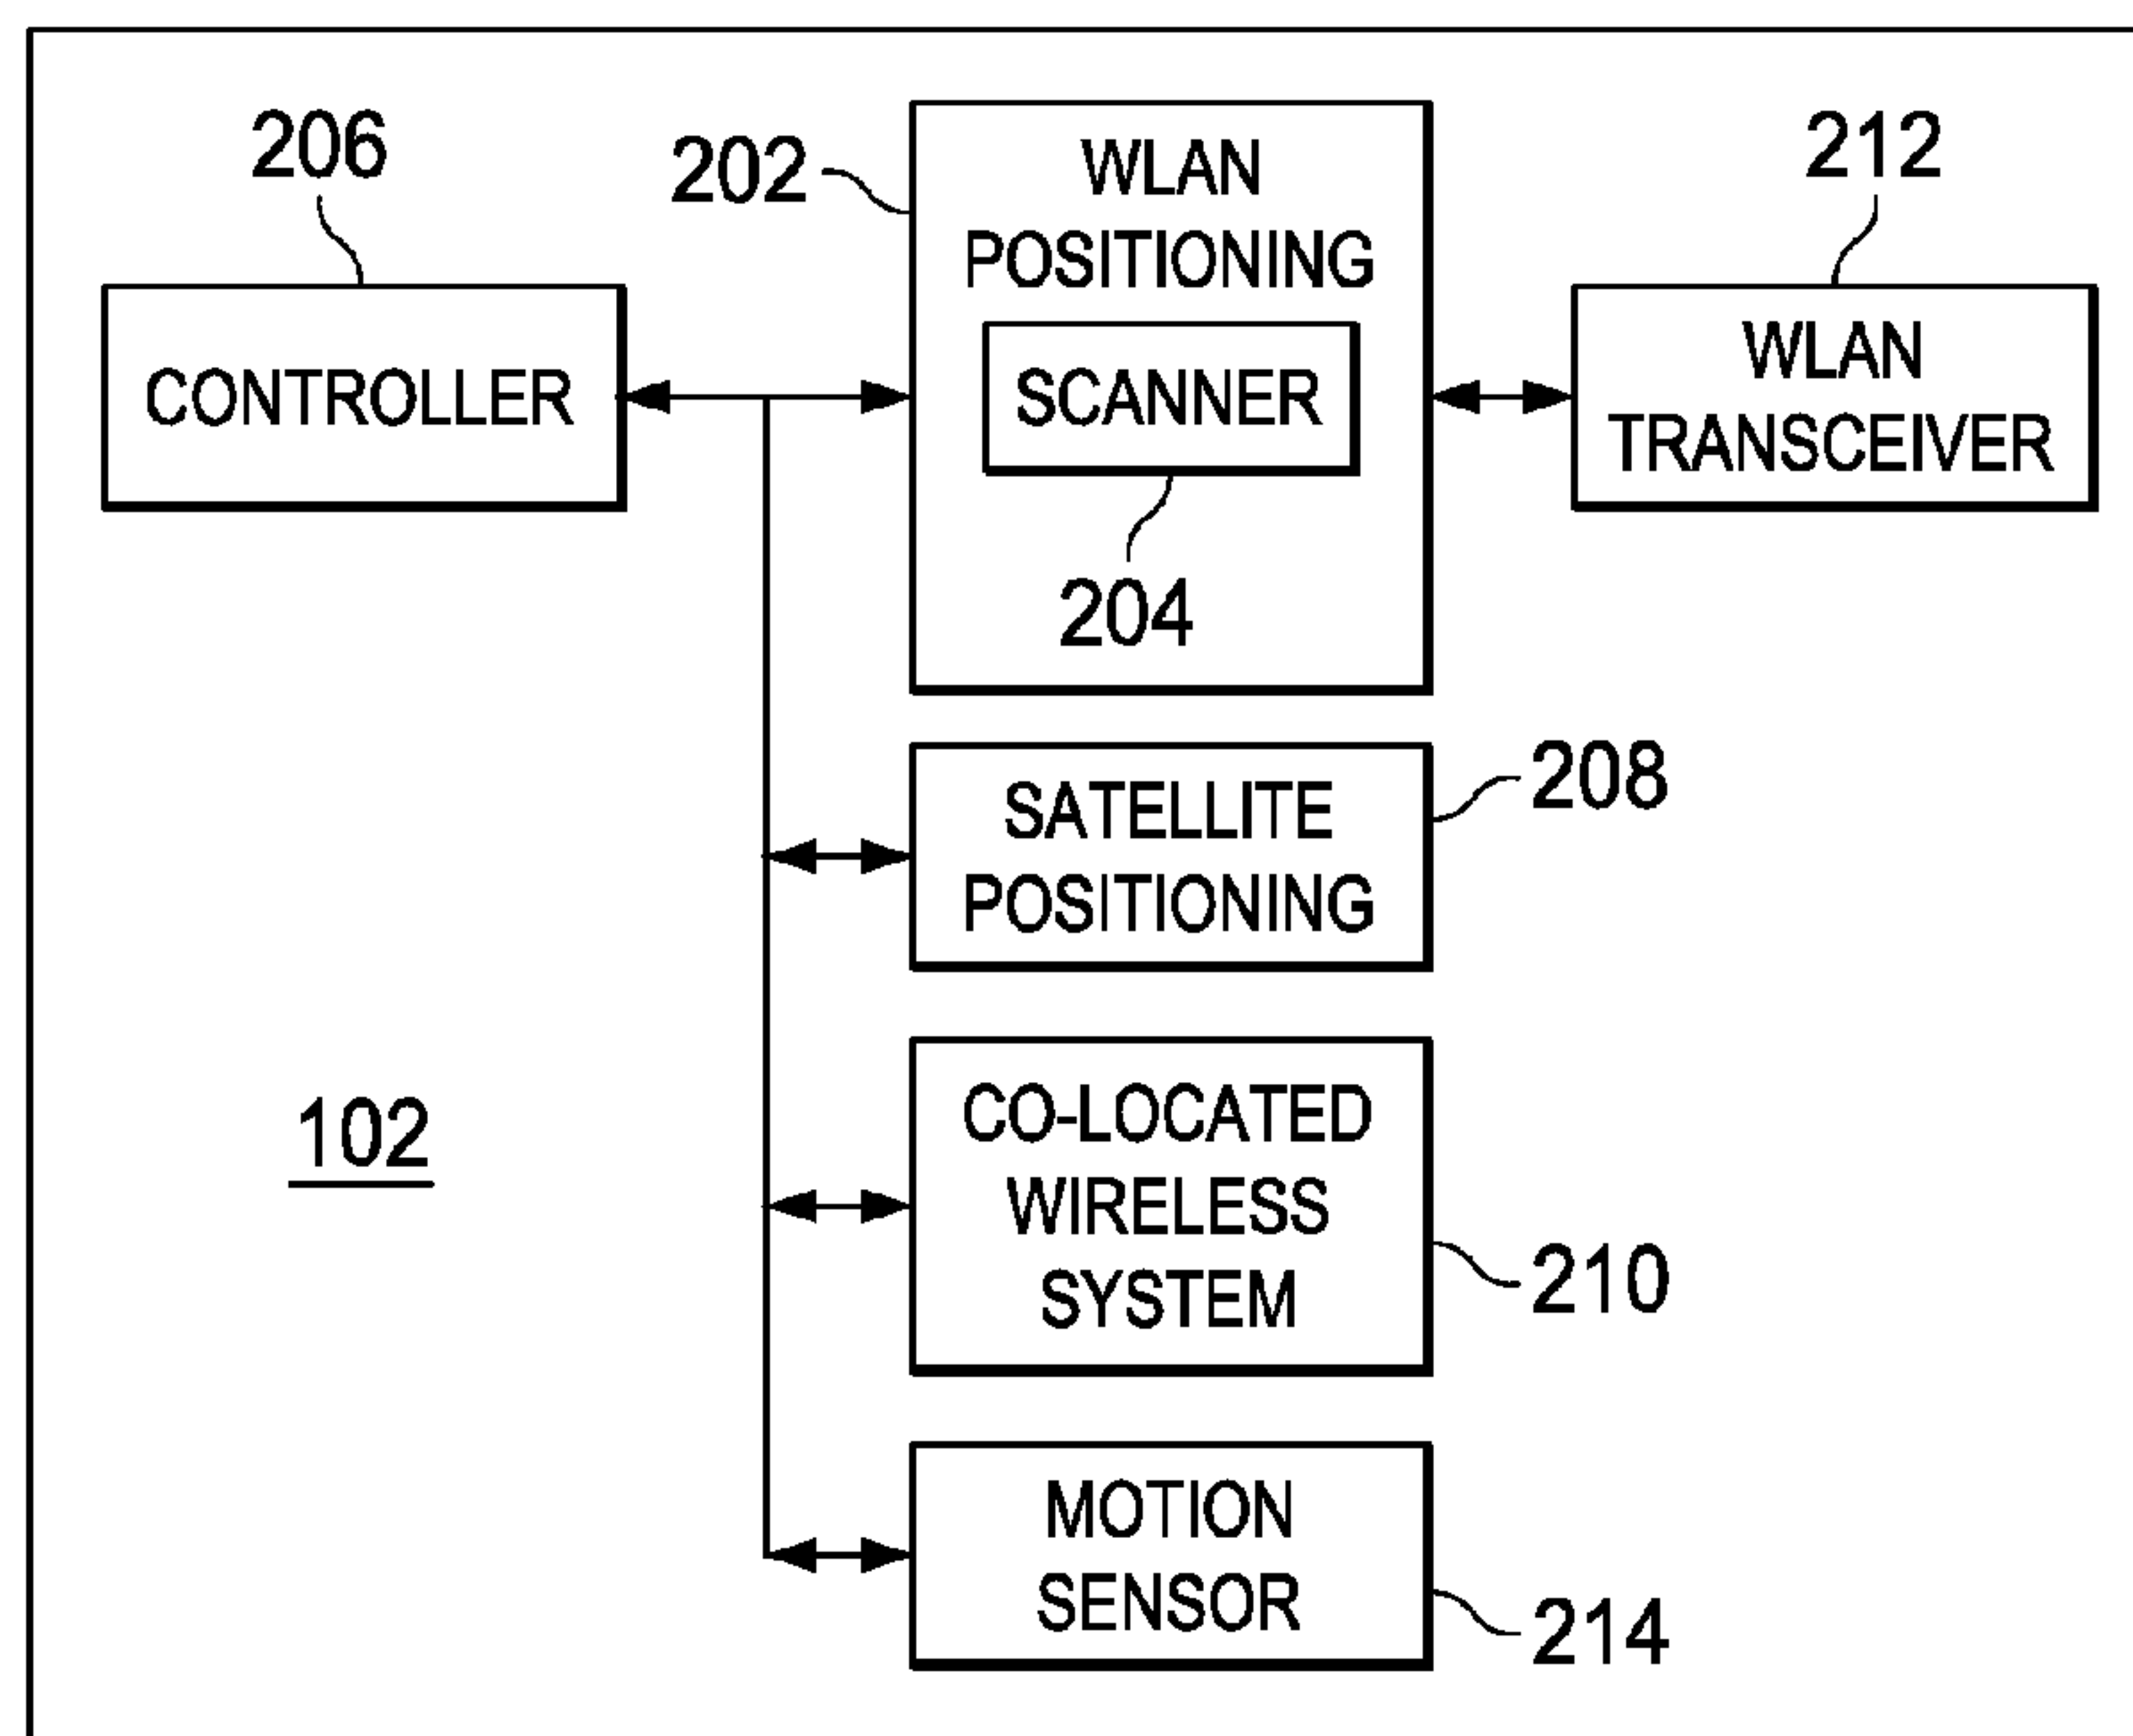 206
202
WLAN
POSITIONING
212
CONTROLLER
SCANNER
WLAN
TRANSCEIVER
204
SATELLITE
POSITIONING
208
102
CO-LOCATED
WIRELESS
SYSTEM
210
MOTION
SENSOR
214